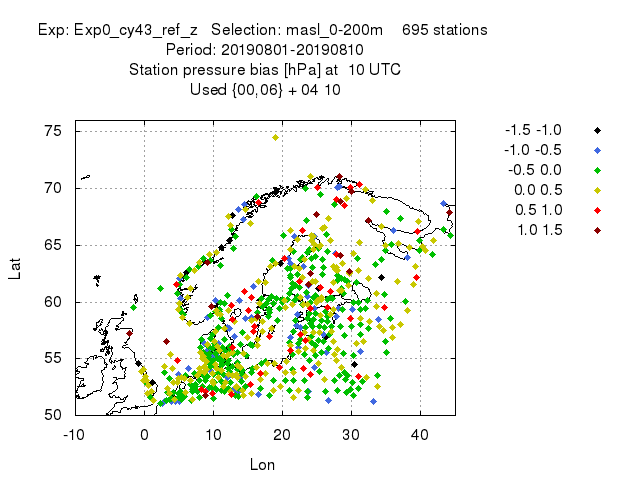 Exp: Exp0_cy43_ref_z   Selection: masl_0-200m    695 stations
Period: 20190801-20190810
Station pressure bias [hPa] at  10 UTC
Used {00,06} + 04 10
75
70
65
60
55
50
Lat
-10 0 10 20 30 40
Lon
-1.5 -1.0
-1.0 -0.5
-0.5 0.0
0.0 0.5
0.5 1.0
1.0 1.5